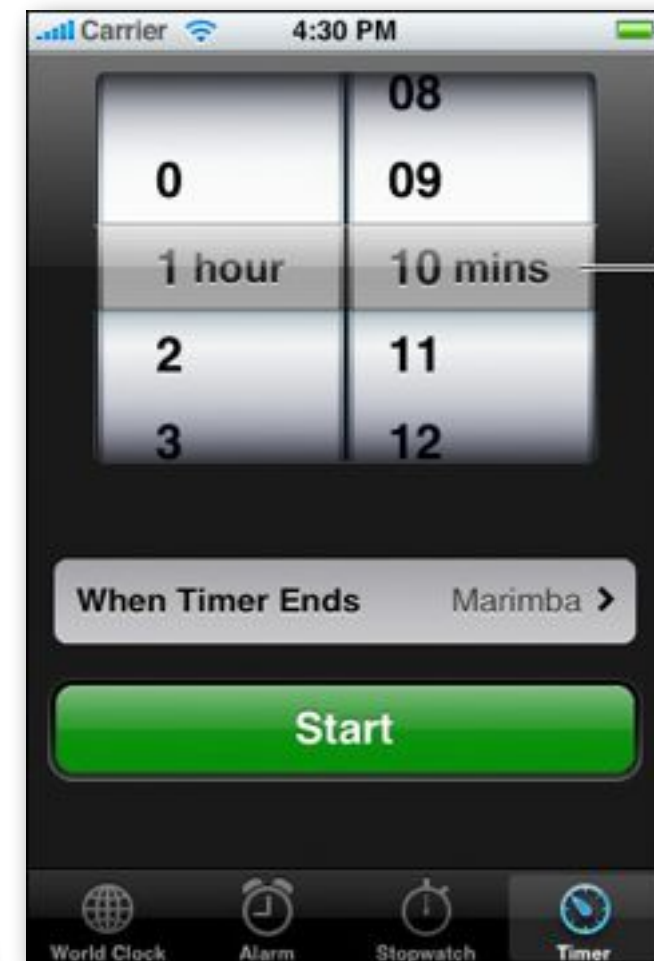 Carrier 4:30 PM
08
0 09
1 hour 10 mins
2 11
3 12
When Timer Ends Marimba
Start
World Clock Alarm Stopwatch Timer